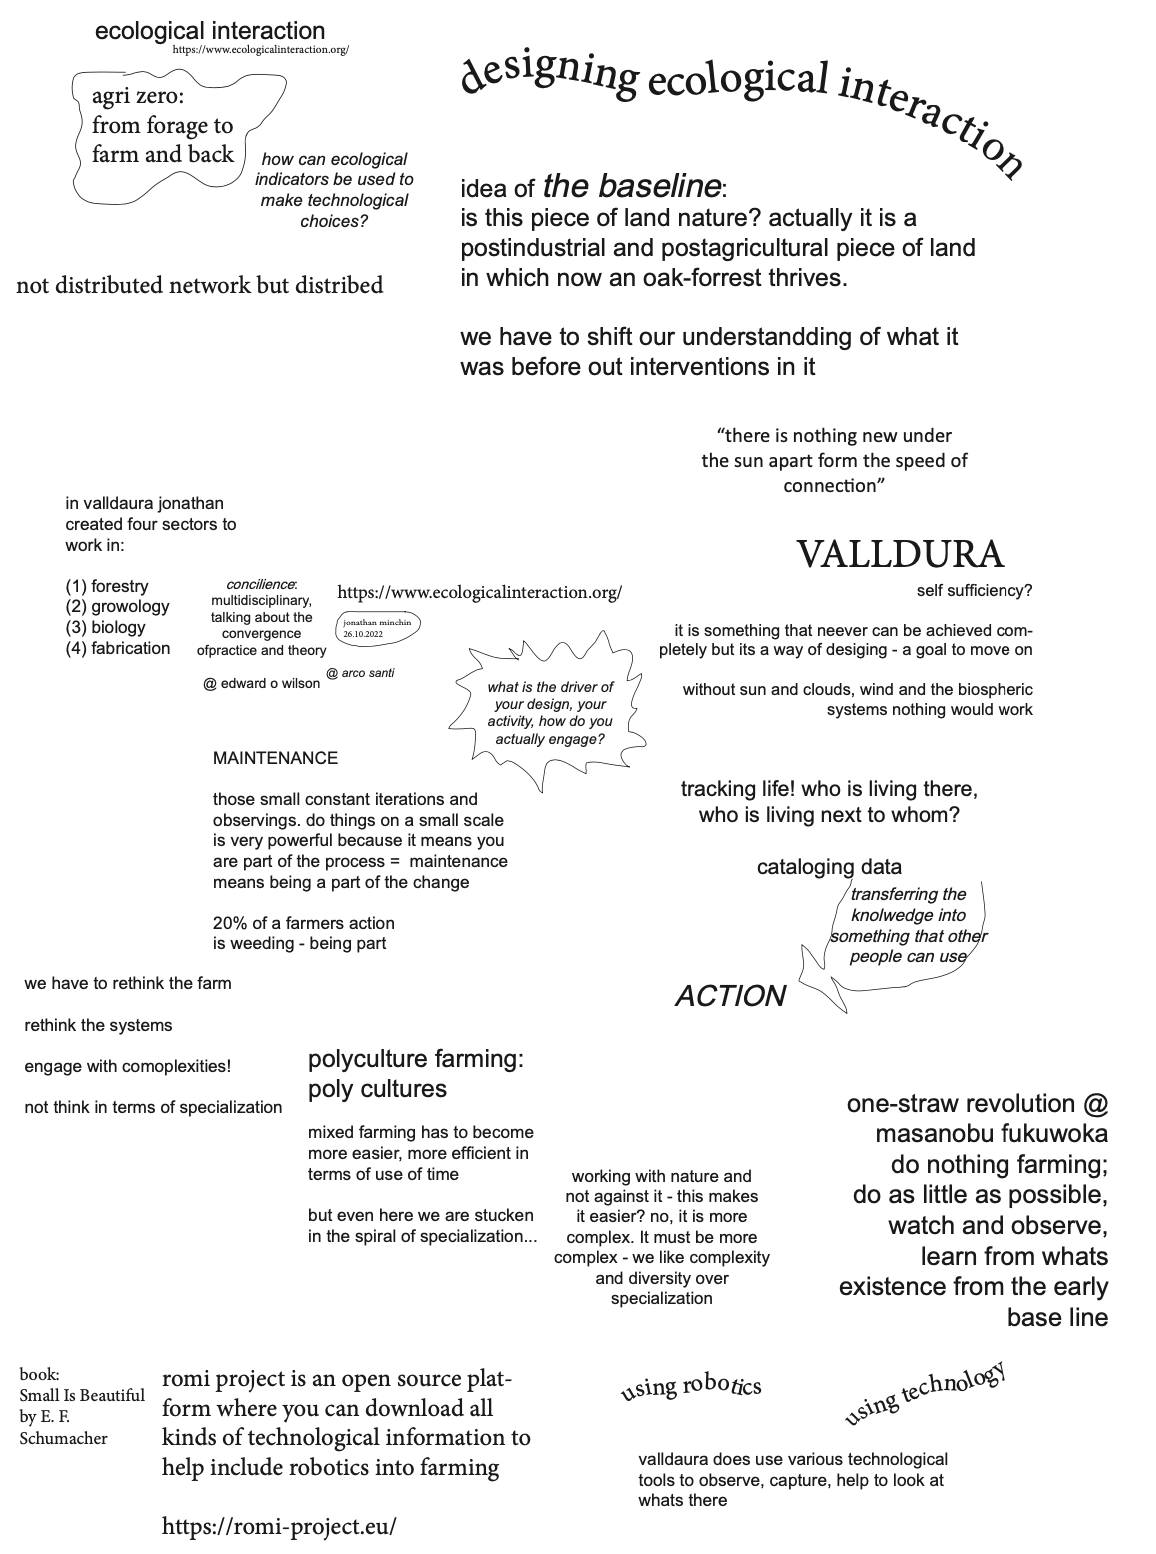 ecological interaction
https://www.ecologicalinteraction.org/
designing ecological interaction
agri zero:
from forage to
farm and back
how can ecological
indicators be used to
make technological
choices?
not distributed network but distribed
idea of the baseline:
is this piece of land nature? actually it is a
postindustrial and postagricultural piece of land
in which now an oak-forrest thrives.
we have to shift our understandding of what it
was before out interventions in it
“there is nothing new under
the sun apart form the speed of
connection”
in valldaura jonathan
created four sectors to
work in:
(1) forestry
(2) growology
(3) biology
(4) fabrication
concilience:
multidisciplinary,
talking about the
convergence
ofpractice and theory
@ edward o wilson
https://www.ecologicalinteraction.org/
jonathan minchin
26.10.2022
@ arco santi
what is the driver of
your design, your
activity, how do you
actually engage?
VALLDURA
self sufficiency?
it is something that neever can be achieved com-
pletely but its a way of desiging - a goal to move on
without sun and clouds, wind and the biospheric
systems nothing would work
MAINTENANCE
those small constant iterations and
observings. do things on a small scale
is very powerful because it means you
are part of the process = maintenance
means being a part of the change
20% of a farmers action
is weeding - being part
tracking life! who is living there,
who is living next to whom?
cataloging data
transferring the
knolwedge into
something that other
people can use
ACTION
we have to rethink the farm
rethink the systems
engage with comoplexities!
not think in terms of specialization
polyculture farming:
poly cultures
mixed farming has to become
more easier, more efficient in
terms of use of time
but even here we are stucken
in the spiral of specialization...
working with nature and
not against it - this makes
it easier? no, it is more
complex. It must be more
complex - we like complexity
and diversity over
specialization
one-straw revolution @
masanobu fukuwoka
do nothing farming;
do as little as possible,
watch and observe,
learn from whats
existence from the early
base line
book:
Small Is Beautiful
by E. F.
Schumacher
romi project is an open source plat-
form where you can download all
kinds of technological information to
help include robotics into farming
https://romi-project.eu/
using robotics
using technology
valldaura does use various technological
tools to observe, capture, help to look at
whats there